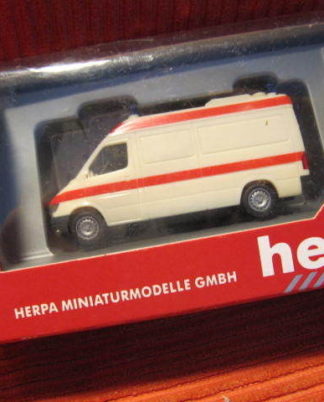 he
HERPA MINIATURMODELLE GMBH